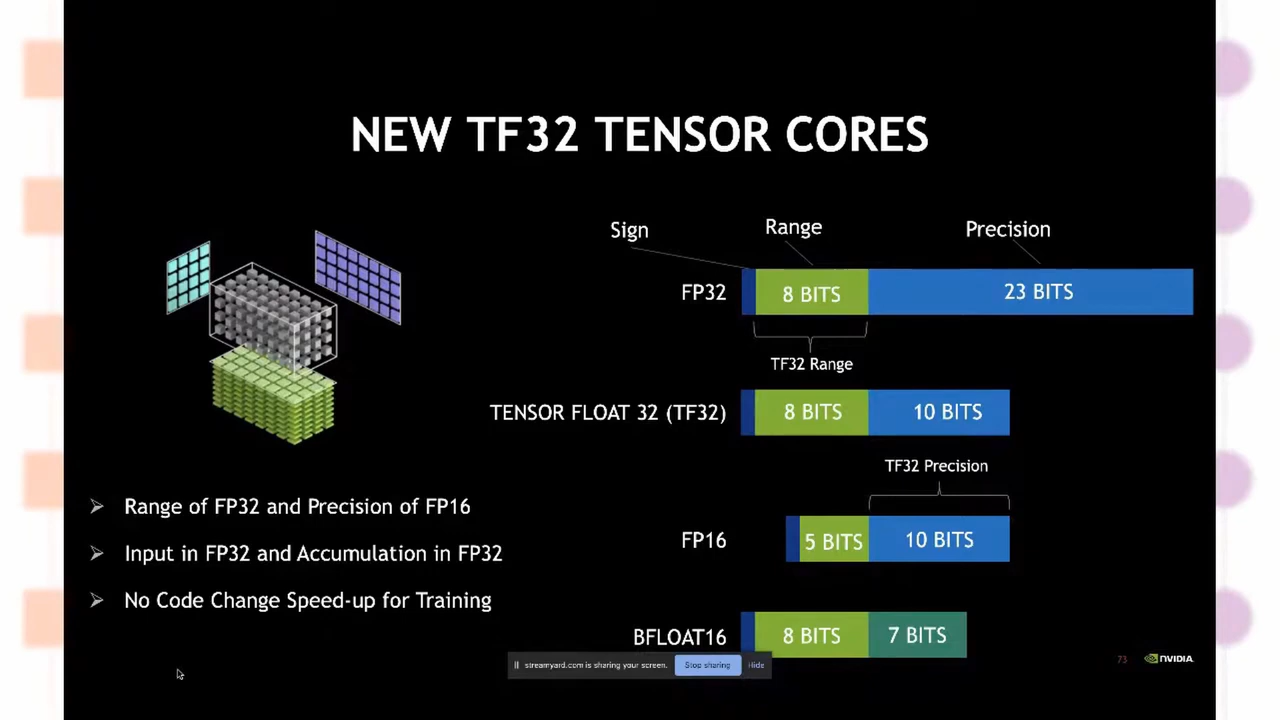 NEW TF32 TENSOR CORES
Sign
Range
Precision
FP32
8 BITS
23 BITS
TF32 Range
TENSOR FLOAT 32 (TF32)
8 BITS
10 BITS
TF32 Precision
Range of FP32 and Precision of FP16
FP16
5 BITS
10 BITS
Input in FP32 and Accumulation in FP32
No Code Change Speed-up for Training
BFLOAT16
8 BITS
7 BITS
streamyard.com is sharing your screen.
Stop sharing
Hide
73
NVIDIA.